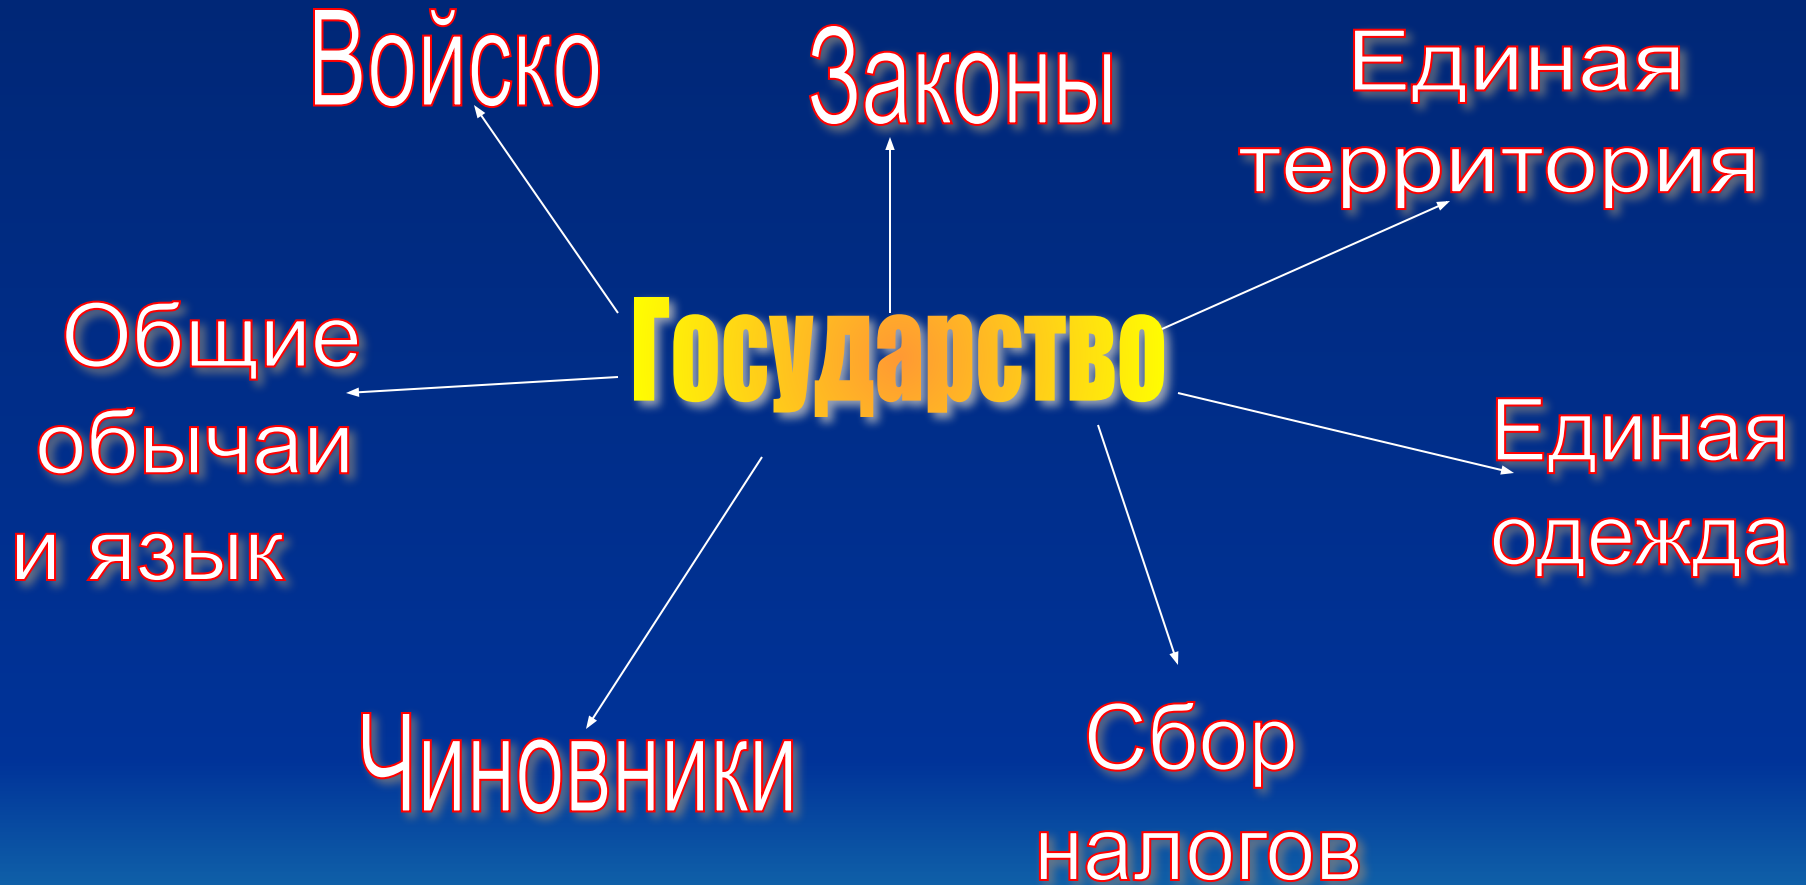 Войско
Законы
Единая
территория
Государство
Общие
обычаи
и язык
Единая
одежда
Чиновники
Сбор
налогов